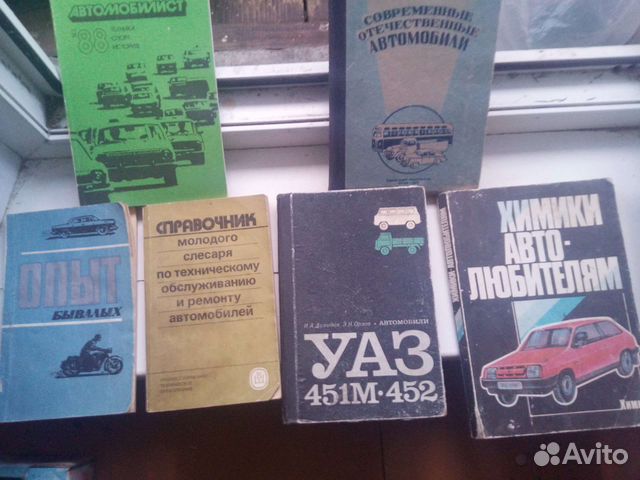 АВТОМОБИЛИСТ
88
СОВРЕМЕННЫЕ
ОТЕЧЕСТВЕННЫЕ
АВТОМОБИЛИ
ОПЫТ
БЫВАЛЫХ
СПРАВОЧНИК
МОЛОДОГО
СЛЕСАРЯ
ПО ТЕХНИЧЕСКОМУ
ОБСЛУЖИВАНИЮ
И РЕМОНТУ
АВТОМОБИЛЕЙ
АВТОМОБИЛИ
УАЗ
451М·452
ХИМИКИ
АВТО-
ЛЮБИТЕЛЯМ
Avito